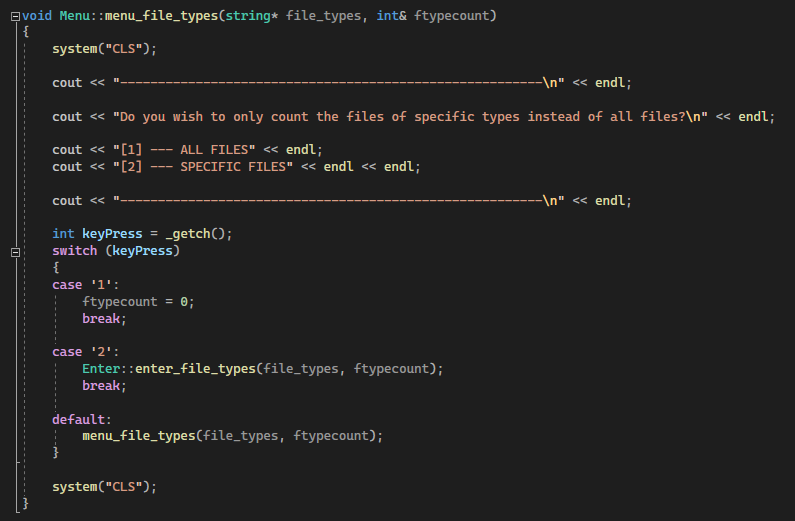 void Menu::menu_file_types(string* file_types, int& ftypecount)
{
system("CLS");
cout << "--------------------------------------------------------\n" << endl;
cout << "Do you wish to only count the files of specific types instead of all files?\n" << endl;
cout << "[1] --- ALL FILES" << endl;
cout << "[2] --- SPECIFIC FILES" << endl << endl;
cout << "--------------------------------------------------------\n" << endl;
int keyPress = _getch();
switch (keyPress)
{
case '1':
ftypecount = 0;
break;
case '2':
Enter::enter_file_types(file_types, ftypecount);
break;
default:
menu_file_types(file_types, ftypecount);
}
system("CLS");
}